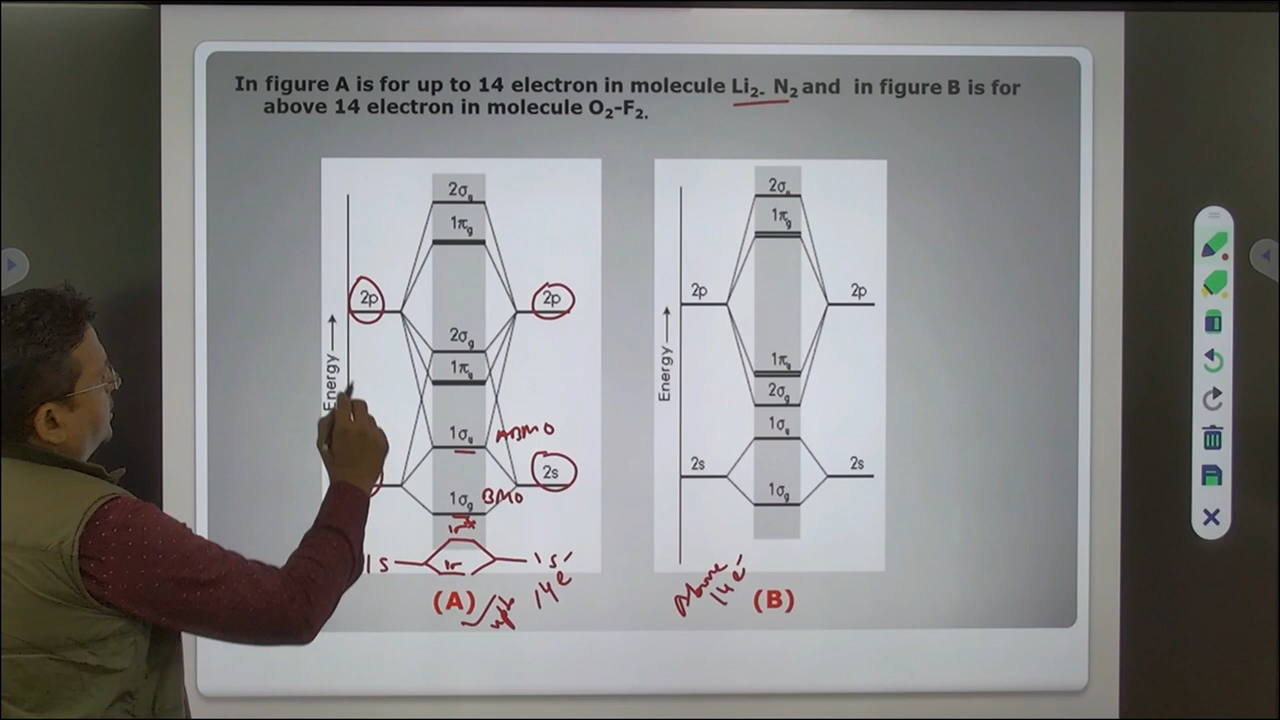 In figure A is for up to 14 electron in molecule Li₂- N₂ and in figure B is for
above 14 electron in molecule O₂-F₂.
2σᵤ
1πg
2p
2p
2σg
1πᵤ
Energy
1σᵤ ABMO
2s
1σg BMO
1s
1s
14e
(A)
upto
2σᵤ
1πg
2p
2p
1πᵤ
Energy
2σg
1σᵤ
2s
2s
1σg
Above
14e⁻
(B)